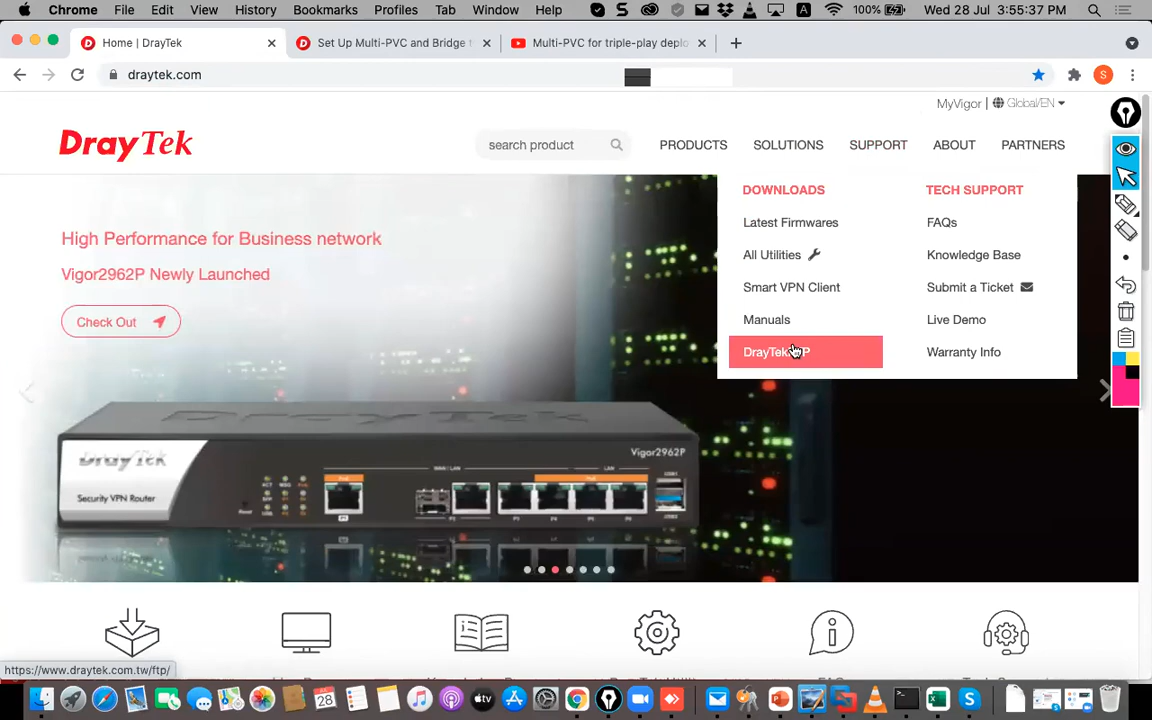 Chrome File Edit View History Bookmarks Profiles Tab Window Help 100% Wed 28 Jul 3:55:37 PM
Home | DrayTek
Set Up Multi-PVC and Bridge
Multi-PVC for triple-play deplo
draytek.com
MyVigor | Global/EN
DrayTek
search product
PRODUCTS SOLUTIONS SUPPORT ABOUT PARTNERS
DOWNLOADS
Latest Firmwares
All Utilities
Smart VPN Client
Manuals
TECH SUPPORT
FAQs
Knowledge Base
Submit a Ticket
Live Demo
Warranty Info
High Performance for Business network
Vigor2962P Newly Launched
Check Out
DrayTek
Vigor2962P
Security VPN Router
https://www.draytek.com.tw/ftp/